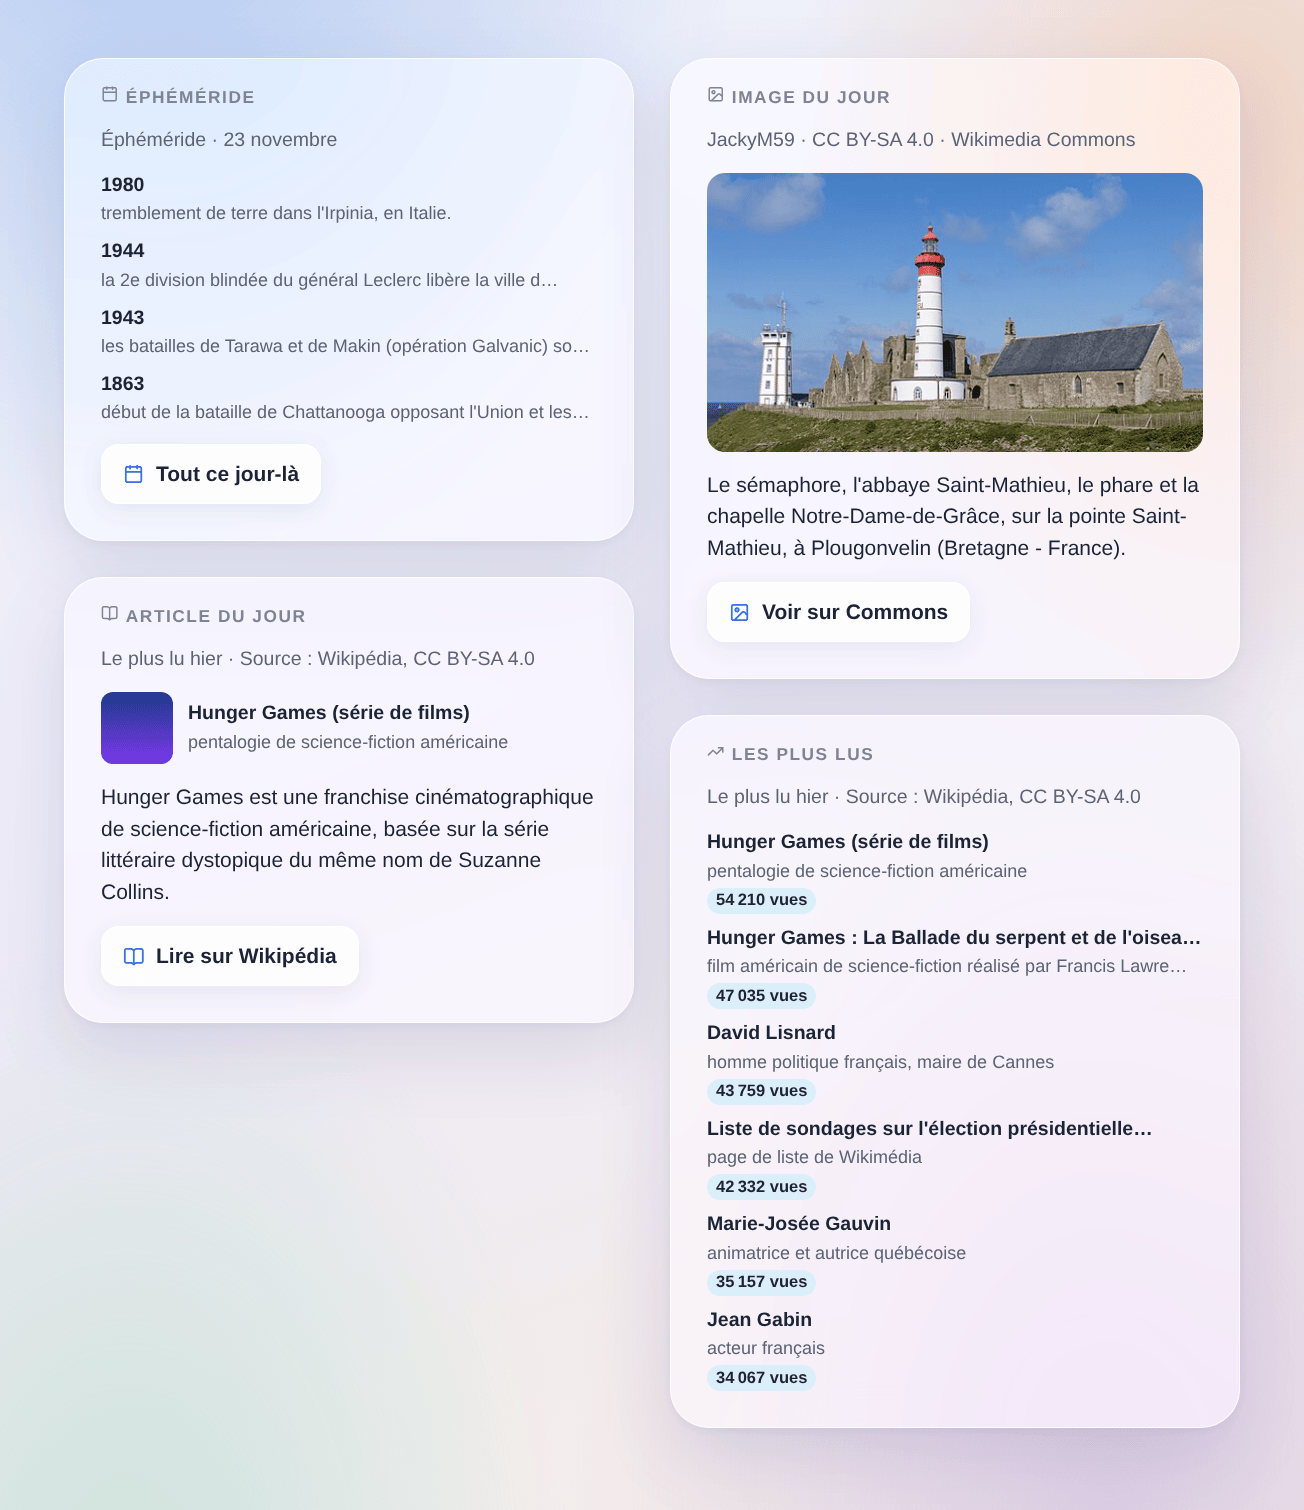 ÉPHÉMÉRIDE
Éphéméride · 23 novembre
1980
tremblement de terre dans l'Irpinia, en Italie.
1944
la 2e division blindée du général Leclerc libère la ville d…
1943
les batailles de Tarawa et de Makin (opération Galvanic) so…
1863
début de la bataille de Chattanooga opposant l'Union et les…
Tout ce jour-là
ARTICLE DU JOUR
Le plus lu hier · Source : Wikipédia, CC BY-SA 4.0
Hunger Games (série de films)
pentalogie de science-fiction américaine
Hunger Games est une franchise cinématographique
de science-fiction américaine, basée sur la série
littéraire dystopique du même nom de Suzanne
Collins.
Lire sur Wikipédia
IMAGE DU JOUR
JackyM59 · CC BY-SA 4.0 · Wikimedia Commons
Le sémaphore, l'abbaye Saint-Mathieu, le phare et la
chapelle Notre-Dame-de-Grâce, sur la pointe Saint-
Mathieu, à Plougonvelin (Bretagne - France).
Voir sur Commons
LES PLUS LUS
Le plus lu hier · Source : Wikipédia, CC BY-SA 4.0
Hunger Games (série de films)
pentalogie de science-fiction américaine
54 210 vues
Hunger Games : La Ballade du serpent et de l'oisea…
film américain de science-fiction réalisé par Francis Lawre…
47 035 vues
David Lisnard
homme politique français, maire de Cannes
43 759 vues
Liste de sondages sur l'élection présidentielle…
page de liste de Wikimédia
42 332 vues
Marie-Josée Gauvin
animatrice et autrice québécoise
35 157 vues
Jean Gabin
acteur français
34 067 vues